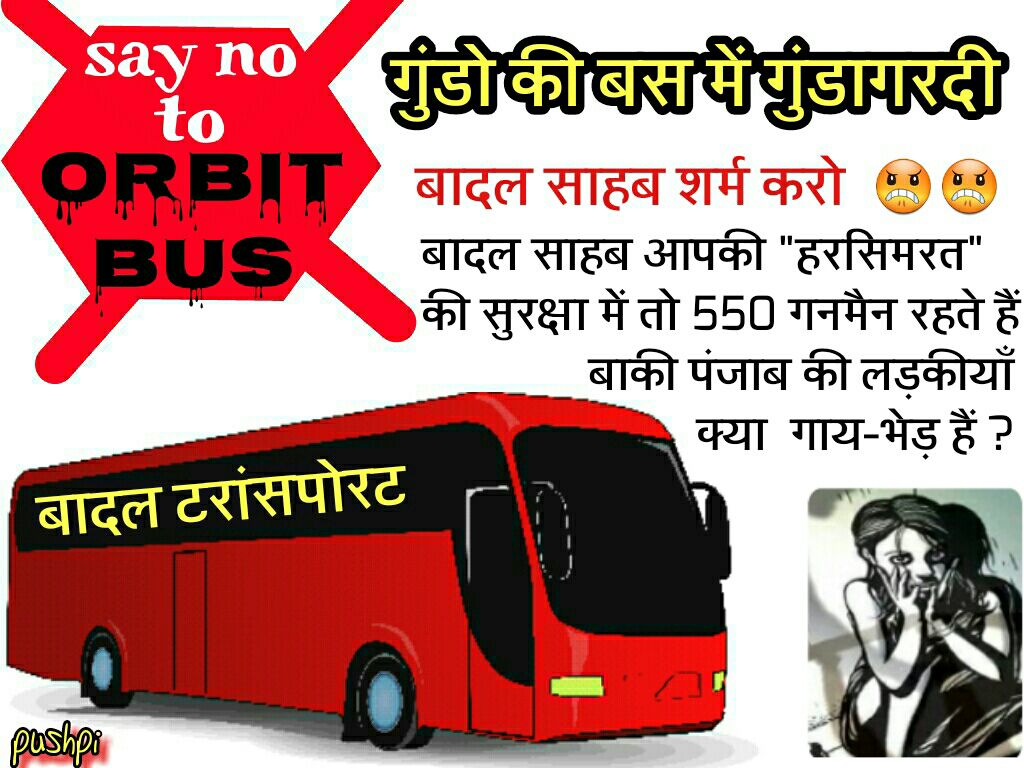 say no
to
ORBIT
BUS
गुंडो की बस में गुंडागरदी
बादल साहब शर्म करो 😠😠
बादल साहब आपकी "हरसिमरत"
की सुरक्षा में तो 550 गनमैन रहते हैं
बाकी पंजाब की लड़कीयाँ
क्या गाय-भेड़ हैं ?
बादल टरांसपोरट
pushpi